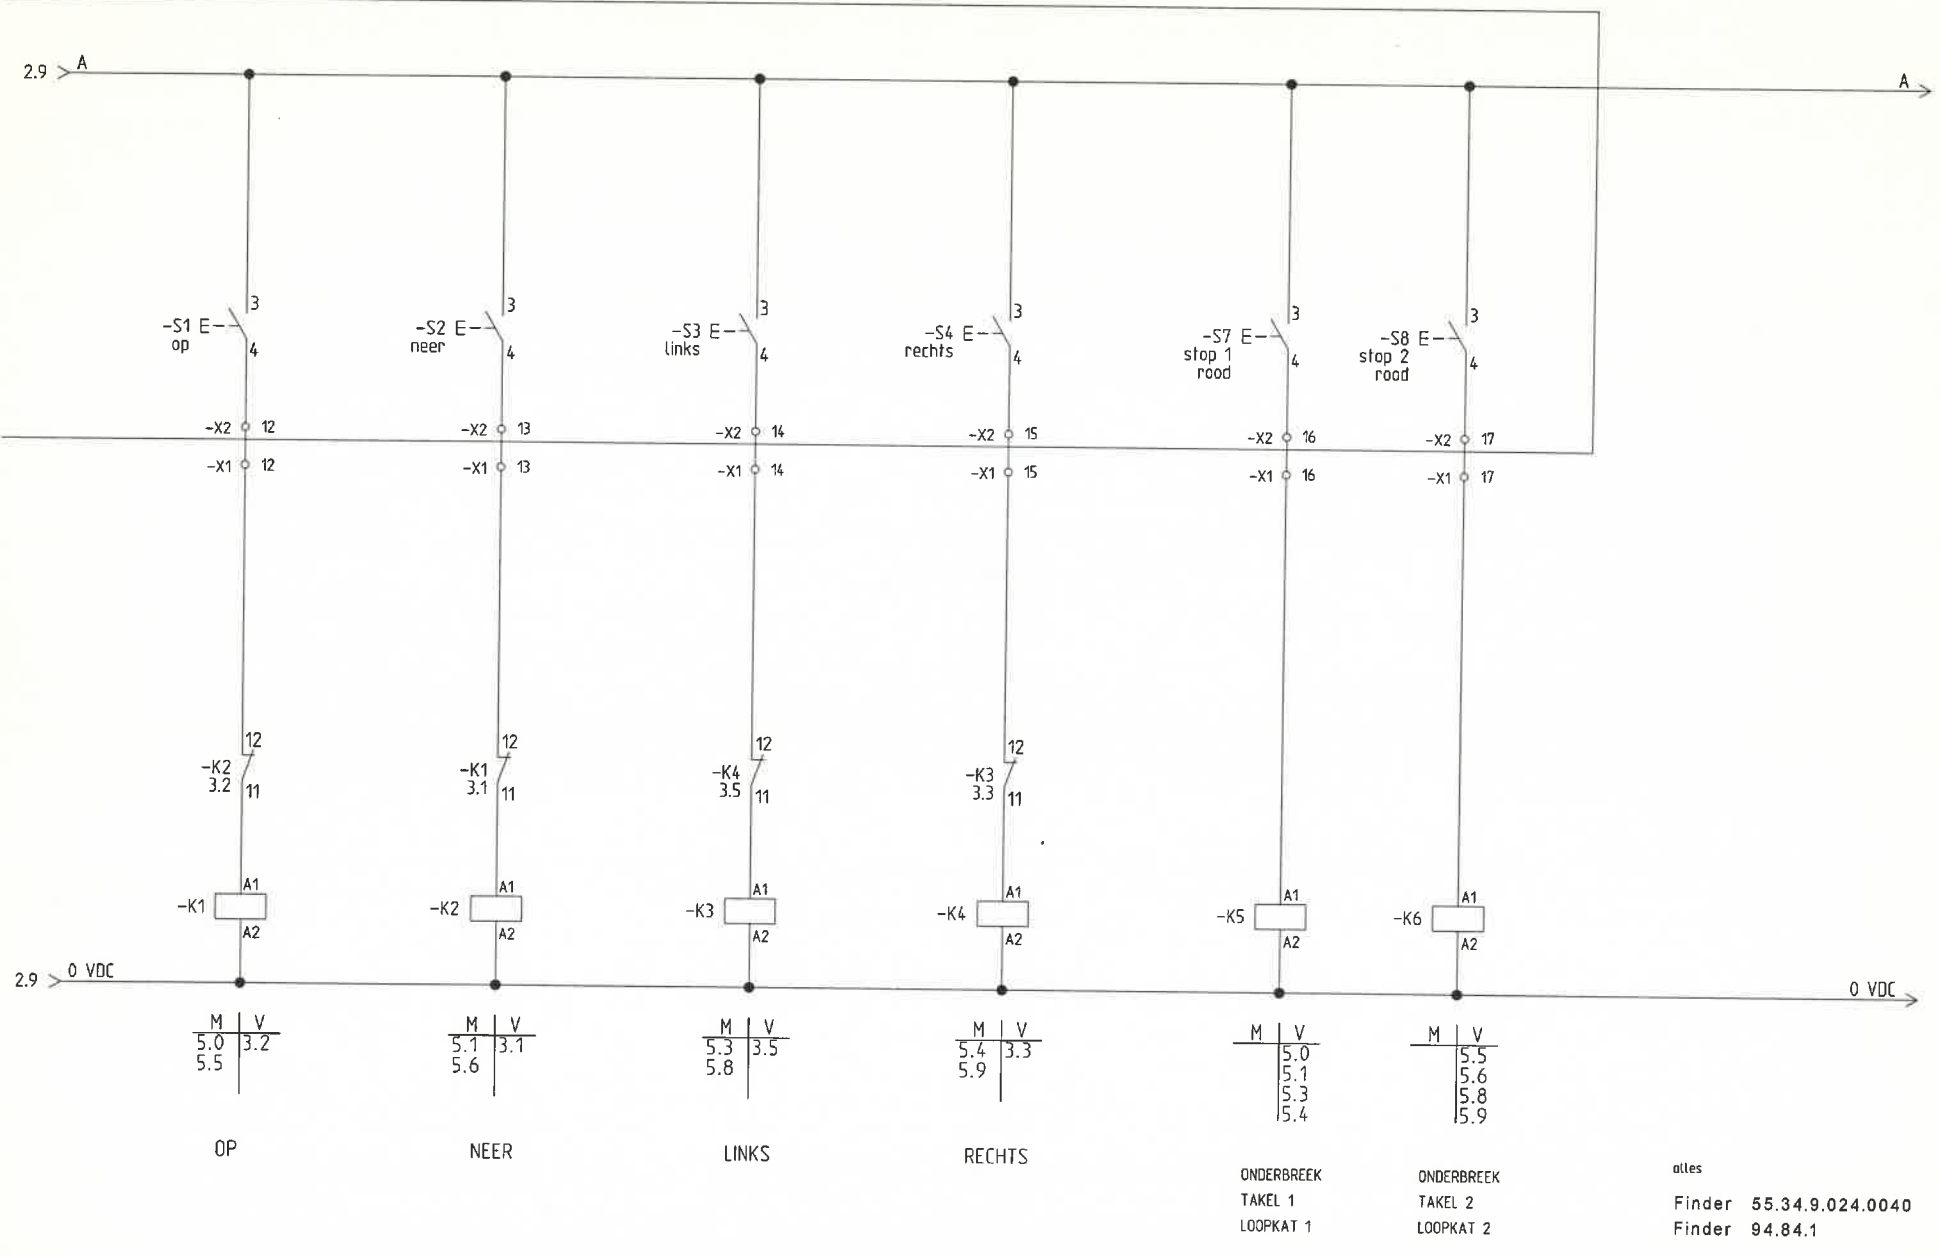 2.9 A A
3 3 3 3 3 3
-S1 E -S2 E -S3 E -S4 E -S7 E -S8 E
op neer links rechts stop 1 stop 2
rood rood
4 4 4 4 4 4
-X2 12 -X2 13 -X2 14 -X2 15 -X2 16 -X2 17
-X1 12 -X1 13 -X1 14 -X1 15 -X1 16 -X1 17
12 12 12 12
-K2 -K1 -K4 -K3
3.2 3.1 3.5 3.3
11 11 11 11
A1 A1 A1 A1 A1 A1
-K1 -K2 -K3 -K4 -K5 -K6
A2 A2 A2 A2 A2 A2
2.9 0 VDC 0 VDC
M V M V M V M V M V M V
5.0 3.2 5.1 3.1 5.3 3.5 5.4 3.3 5.0 5.5
5.5 5.6 5.8 5.9 5.1 5.6
5.3 5.8
5.4 5.9
OP NEER LINKS RECHTS
ONDERBREEK ONDERBREEK alles
TAKEL 1 TAKEL 2 Finder 55.34.9.024.0040
LOOPKAT 1 LOOPKAT 2 Finder 94.84.1